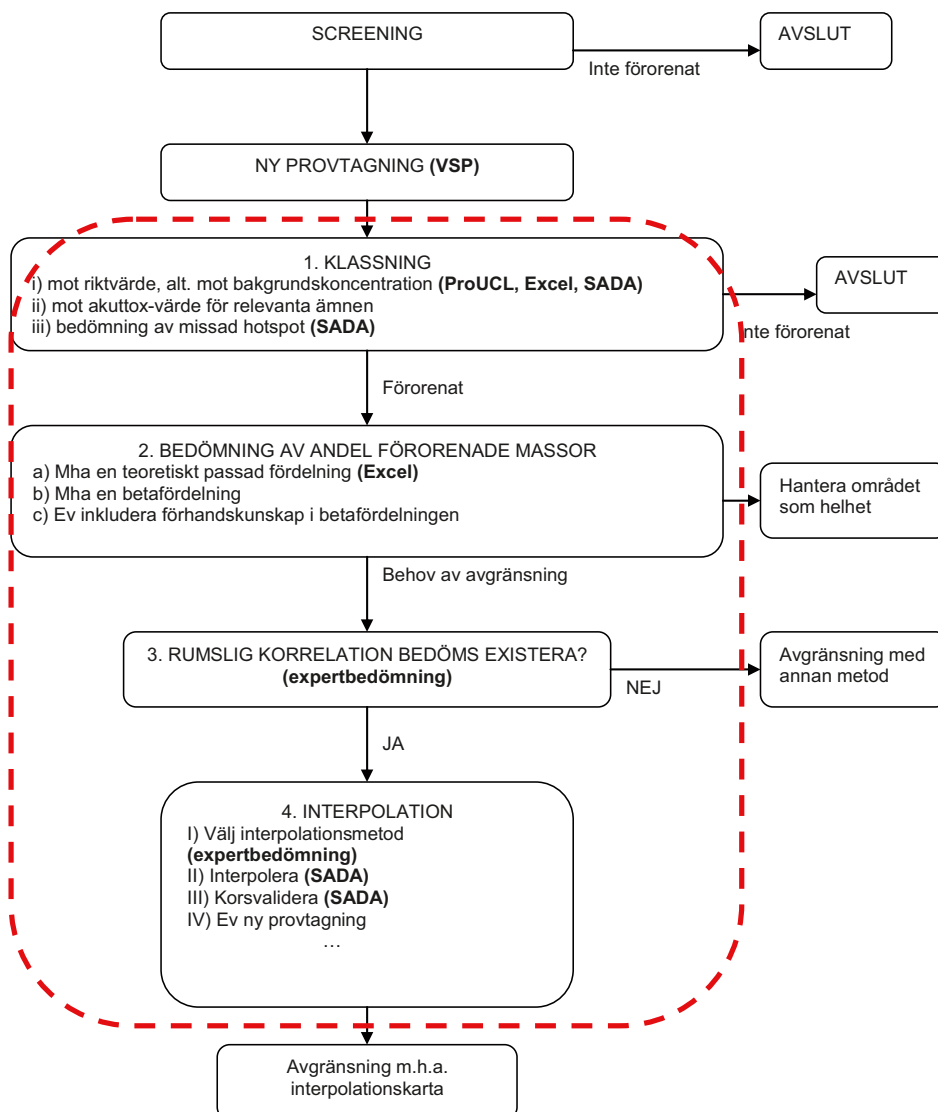 SCREENING
AVSLUT
Inte förorenat
NY PROVTAGNING (VSP)
1. KLASSNING
i) mot riktvärde, alt. mot bakgrundskoncentration (ProUCL, Excel, SADA)
ii) mot akuttox-värde för relevanta ämnen
iii) bedömning av missad hotspot (SADA)
AVSLUT
Inte förorenat
Förorenat
2. BEDÖMNING AV ANDEL FÖRORENADE MASSOR
a) Mha en teoretiskt passad fördelning (Excel)
b) Mha en betafördelning
c) Ev inkludera förhandskunskap i betafördelningen
Hantera området
som helhet
Behov av avgränsning
3. RUMSLIG KORRELATION BEDÖMS EXISTERA?
(expertbedömning)
Avgränsning med
annan metod
NEJ
JA
4. INTERPOLATION
I) Välj interpolationsmetod
(expertbedömning)
II) Interpolera (SADA)
III) Korsvalidera (SADA)
IV) Ev ny provtagning
…
Avgränsning m.h.a.
interpolationskarta